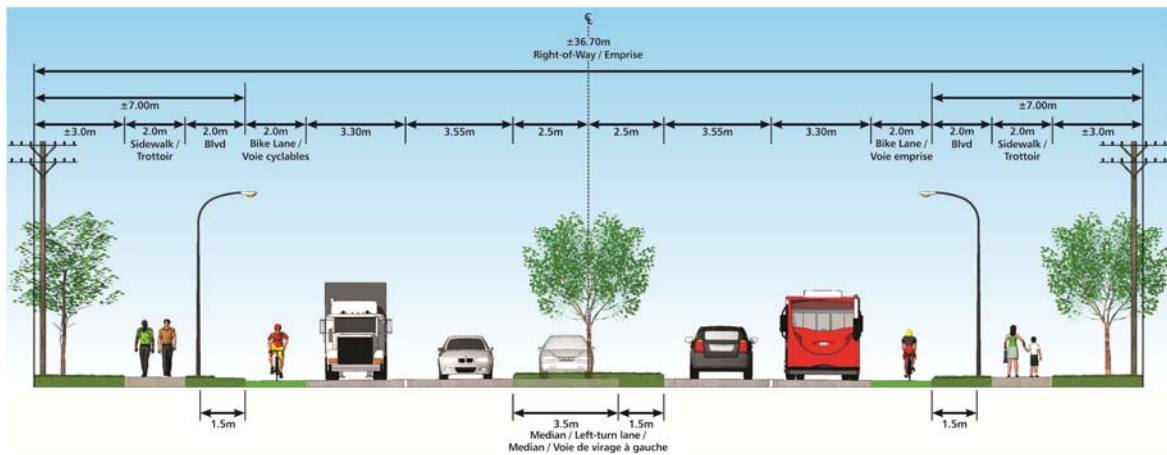 ℄
±36.70m
Right-of-Way / Emprise
±7.00m
±7.00m
±3.0m
2.0m
Sidewalk /
Trottoir
2.0m
Blvd
2.0m
Bike Lane /
Voie cyclables
3.30m
3.55m
2.5m
2.5m
3.55m
3.30m
2.0m
Bike Lane /
Voie emprise
2.0m
Blvd
2.0m
Sidewalk /
Trottoir
±3.0m
1.5m
3.5m
Median / Left-turn lane /
Median / Voie de virage à gauche
1.5m
1.5m